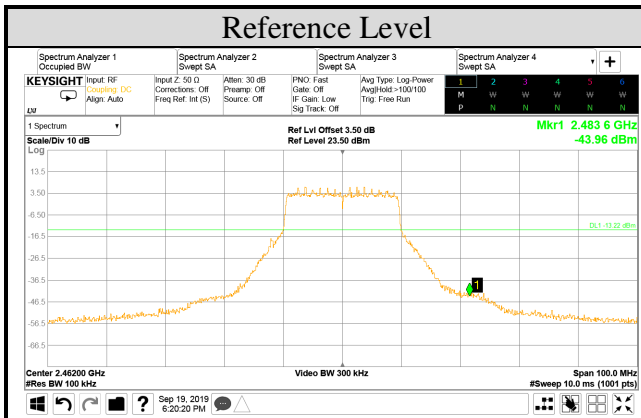 Reference Level
Spectrum Analyzer 1
Occupied BW
Spectrum Analyzer 2
Swept SA
Spectrum Analyzer 3
Swept SA
Spectrum Analyzer 4
Swept SA
KEYSIGHT
Input: RF
Coupling: DC
Align: Auto
Input Z: 50 Ω
Corrections: Off
Freq Ref: Int (S)
Atten: 30 dB
Preamp: Off
Source: Off
PNO: Fast
Gate: Off
IF Gain: Low
Sig Track: Off
Avg Type: Log-Power
Avg|Hold:>100/100
Trig: Free Run
1 2 3 4 5 6
M W W W W W
P N N N N N
LXI
1 Spectrum
Scale/Div 10 dB
Log
Ref Lvl Offset 3.50 dB
Ref Level 23.50 dBm
Mkr1 2.483 6 GHz
-43.96 dBm
13.5
3.50
-6.50
DL1 -13.22 dBm
-16.5
-26.5
-36.5
1
-46.5
-56.5
-66.5
Center 2.46200 GHz
#Res BW 100 kHz
Video BW 300 kHz
Span 100.0 MHz
#Sweep 10.0 ms (1001 pts)
?
Sep 19, 2019
6:20:20 PM